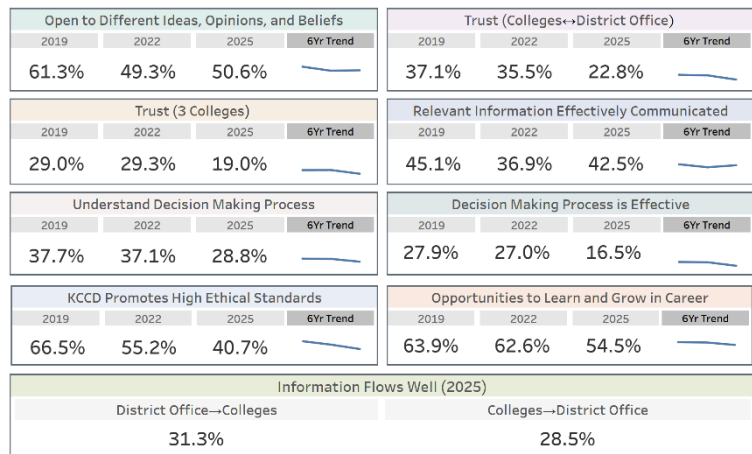 Open to Different Ideas, Opinions, and Beliefs
2019 2022 2025 6Yr Trend
61.3% 49.3% 50.6%
Trust (Colleges↔District Office)
2019 2022 2025 6Yr Trend
37.1% 35.5% 22.8%
Trust (3 Colleges)
2019 2022 2025 6Yr Trend
29.0% 29.3% 19.0%
Relevant Information Effectively Communicated
2019 2022 2025 6Yr Trend
45.1% 36.9% 42.5%
Understand Decision Making Process
2019 2022 2025 6Yr Trend
37.7% 37.1% 28.8%
Decision Making Process is Effective
2019 2022 2025 6Yr Trend
27.9% 27.0% 16.5%
KCCD Promotes High Ethical Standards
2019 2022 2025 6Yr Trend
66.5% 55.2% 40.7%
Opportunities to Learn and Grow in Career
2019 2022 2025 6Yr Trend
63.9% 62.6% 54.5%
Information Flows Well (2025)
District Office→Colleges Colleges→District Office
31.3% 28.5%